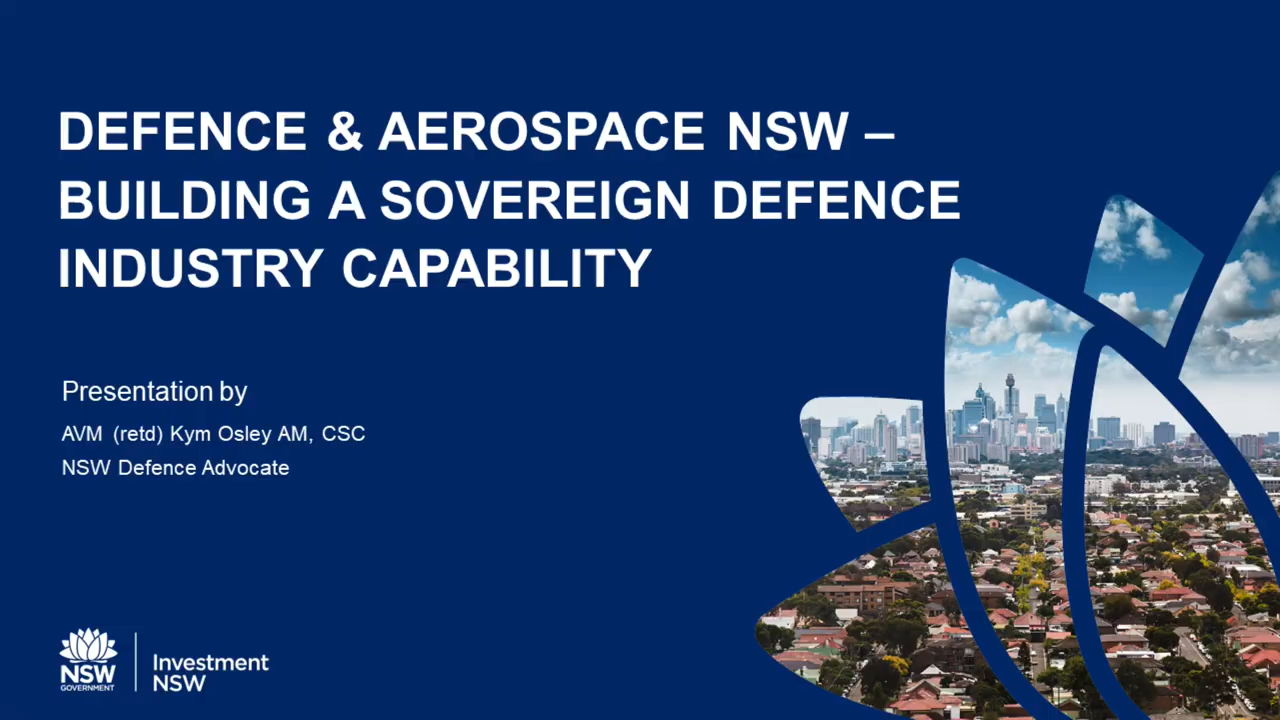 DEFENCE & AEROSPACE NSW –
BUILDING A SOVEREIGN DEFENCE
INDUSTRY CAPABILITY
Presentation by
AVM (retd) Kym Osley AM, CSC
NSW Defence Advocate
NSW
GOVERNMENT
Investment
NSW